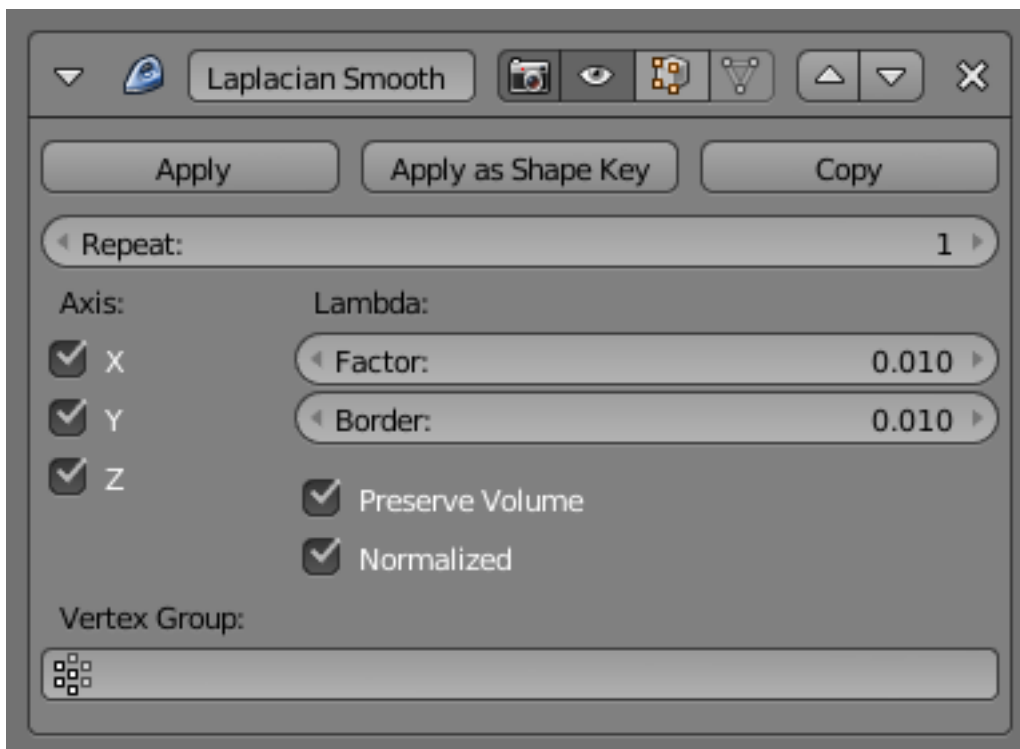 Laplacian Smooth
Apply Apply as Shape Key Copy
Repeat: 1
Axis: Lambda:
X Factor: 0.010
Y Border: 0.010
Z
Preserve Volume
Normalized
Vertex Group: